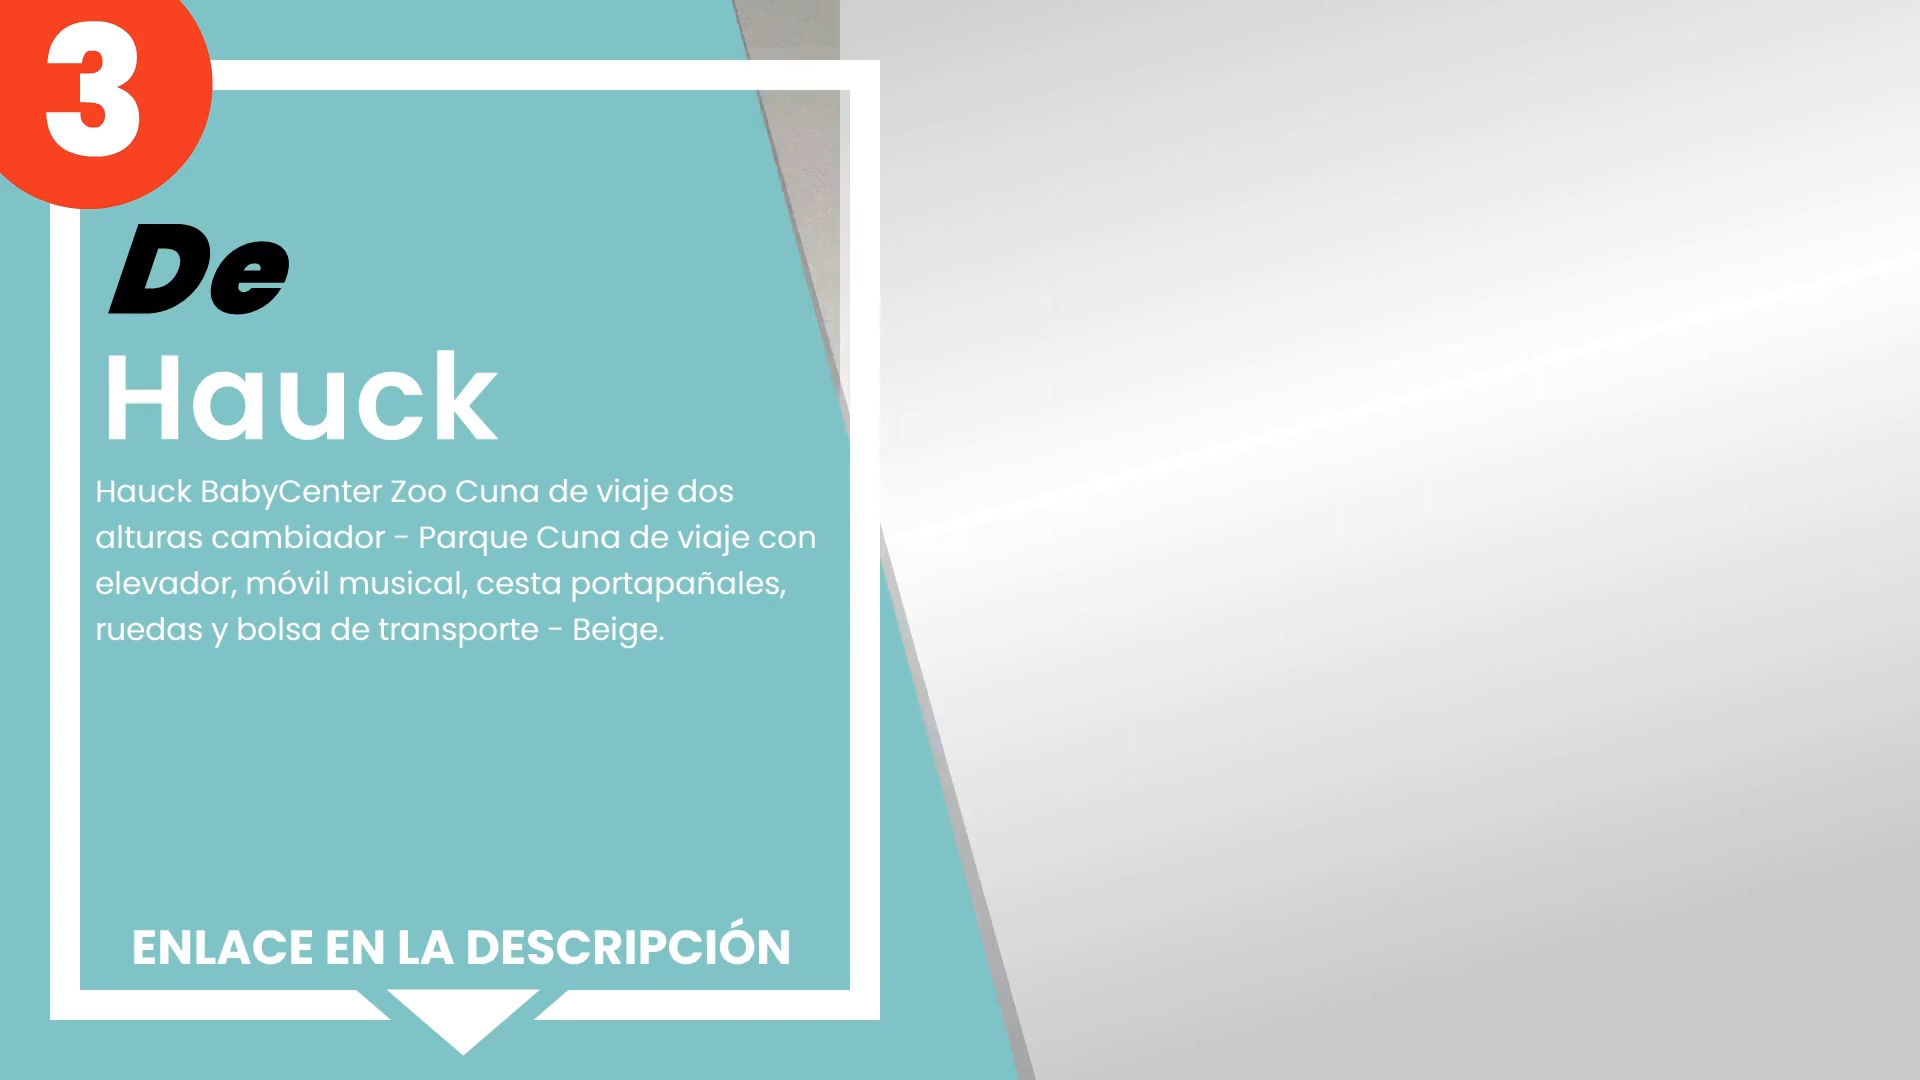 3
De
Hauck
Hauck BabyCenter Zoo Cuna de viaje dos
alturas cambiador - Parque Cuna de viaje con
elevador, móvil musical, cesta portapañales,
ruedas y bolsa de transporte - Beige.
ENLACE EN LA DESCRIPCIÓN